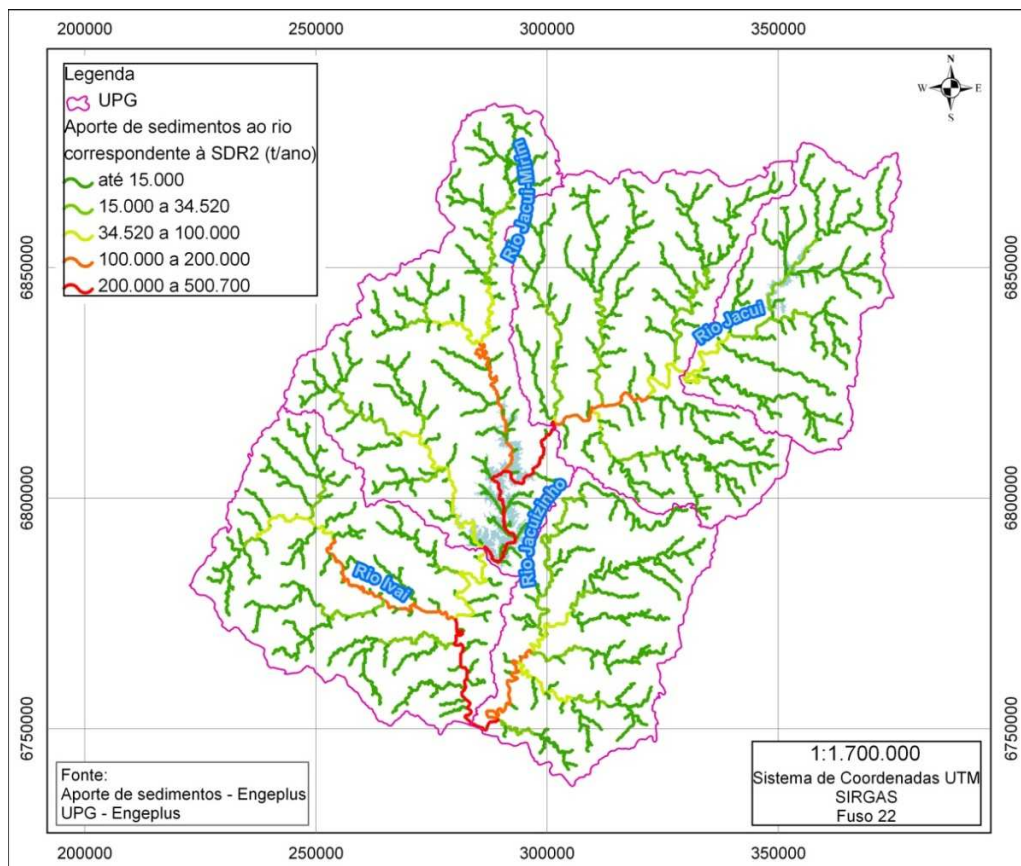 200000 250000 300000 350000
Legenda
UPG
Aporte de sedimentos ao rio
correspondente à SDR2 (t/ano)
até 15.000
15.000 a 34.520
34.520 a 100.000
100.000 a 200.000
200.000 a 500.700
N
W E
S
Rio Jacuí-Mirim
6850000 6850000
Rio Jacuí
6800000 6800000
Rio Jacuizinho
Rio Ivaí
6750000 6750000
1:1.700.000
Sistema de Coordenadas UTM
SIRGAS
Fuso 22
Fonte:
Aporte de sedimentos - Engeplus
UPG - Engeplus
200000 250000 300000 350000